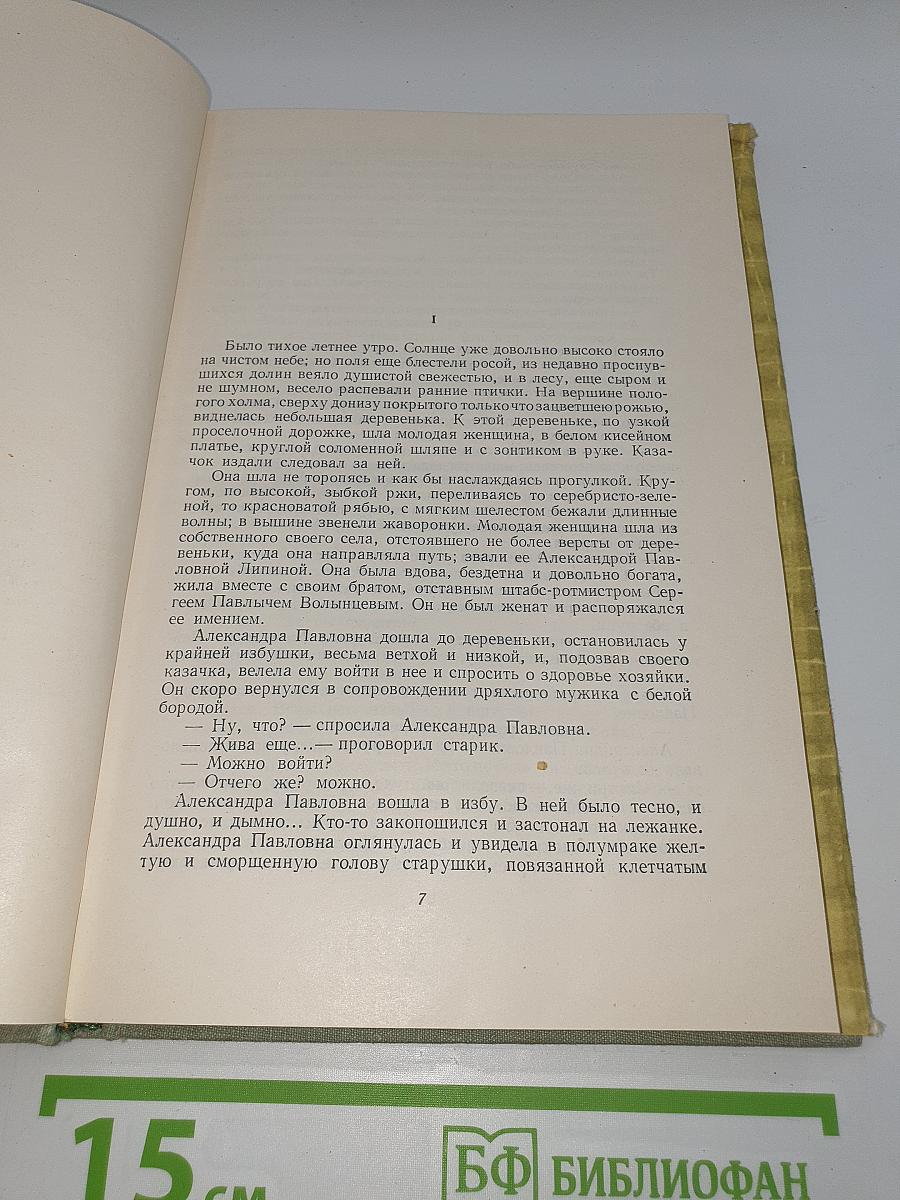 I
Было тихое летнее утро. Солнце уже довольно высоко стояло
на чистом небе; но поля еще блестели росой, из недавно проснув-
шихся долин веяло душистой свежестью, и в лесу, еще сыром и
не шумном, весело распевали ранние птички. На вершине поло-
гого холма, сверху донизу покрытого только что зацветшею рожью,
виднелась небольшая деревенька. К этой деревеньке, по узкой
проселочной дорожке, шла молодая женщина, в белом кисейном
платье, круглой соломенной шляпе и с зонтиком в руке. Каза-
чок издали следовал за ней.
Она шла не торопясь и как бы наслаждаясь прогулкой. Кру-
гом, по высокой, зыбкой ржи, переливаясь то серебристо-зеле-
ной, то красноватой рябью, с мягким шелестом бежали длинные
волны; в вышине звенели жаворонки. Молодая женщина шла из
собственного своего села, отстоявшего не более версты от дере-
веньки, куда она направляла путь; звали ее Александрой Пав-
ловной Липиной. Она была вдова, бездетна и довольно богата,
жила вместе с своим братом, отставным штабс-ротмистром Сер-
геем Павлычем Волынцевым. Он не был женат и распоряжался
ее имением.
Александра Павловна дошла до деревеньки, остановилась у
крайней избушки, весьма ветхой и низкой, и, подозвав своего
казачка, велела ему войти в нее и спросить о здоровье хозяйки.
Он скоро вернулся в сопровождении дряхлого мужика с белой
бородой.
— Ну, что? — спросила Александра Павловна.
— Жива еще...— проговорил старик.
— Можно войти?
— Отчего же? можно.
Александра Павловна вошла в избу. В ней было тесно, и
душно, и дымно... Кто-то закопошился и застонал на лежанке.
Александра Павловна оглянулась и увидела в полумраке жел-
тую и сморщенную голову старушки, повязанной клетчатым
7
15 см
БФ БИБЛИОФАН